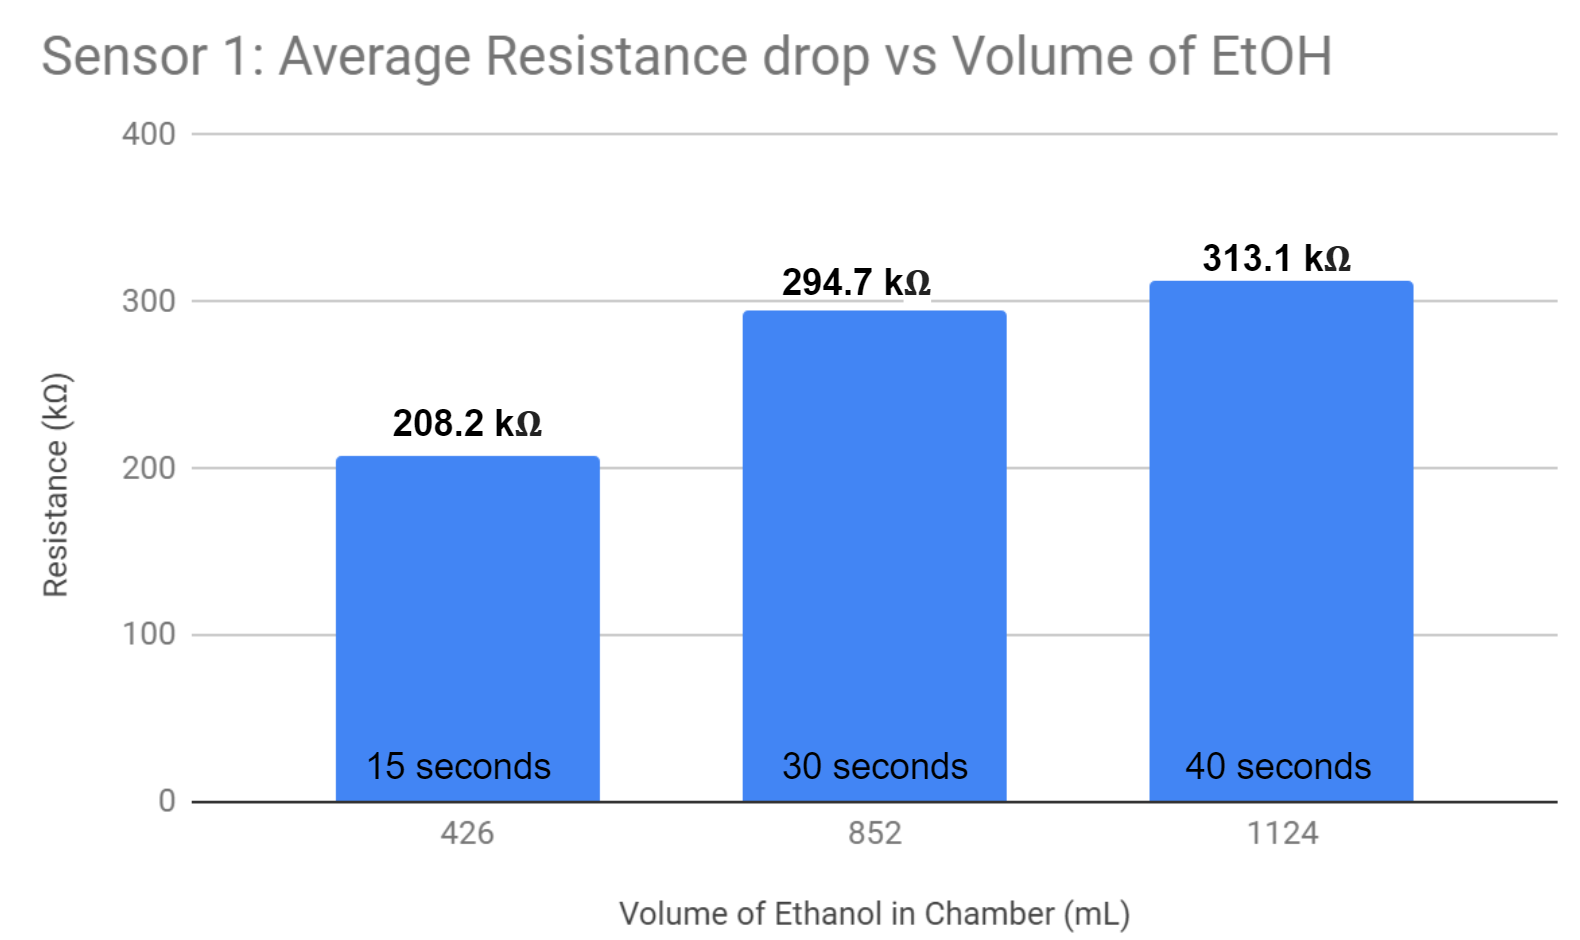 Sensor 1: Average Resistance drop vs Volume of EtOH
400
300
200
100
0
Resistance (kΩ)
208.2 kΩ
294.7 kΩ
313.1 kΩ
15 seconds
30 seconds
40 seconds
426
852
1124
Volume of Ethanol in Chamber (mL)